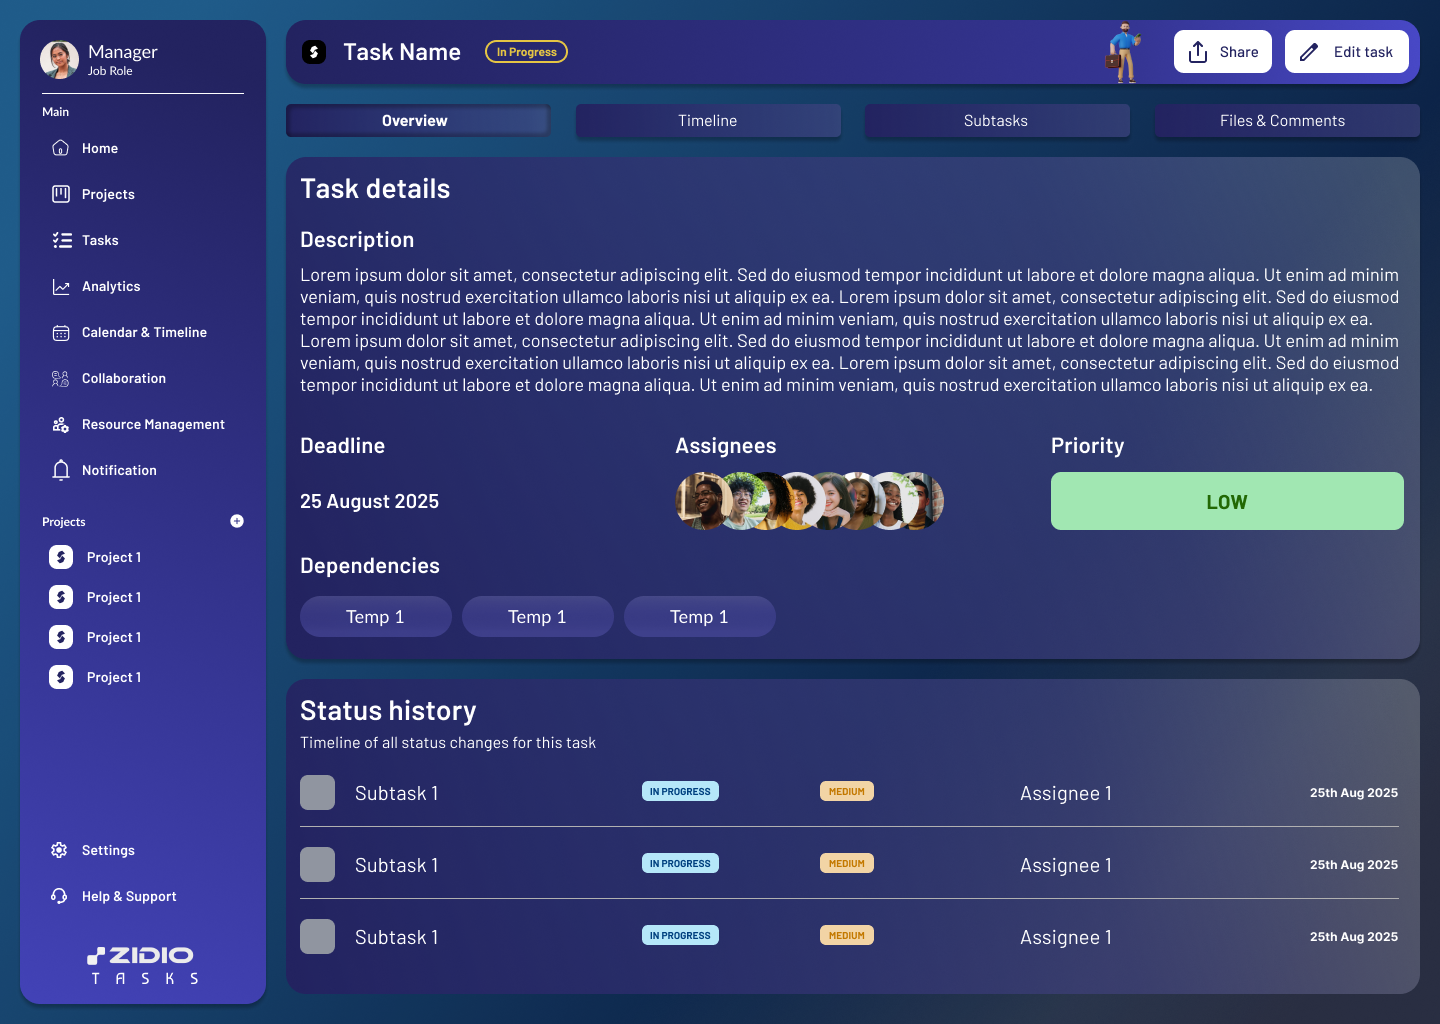 Manager
Job Role
Main
Home
Projects
Tasks
Analytics
Calendar & Timeline
Collaboration
Resource Management
Notification
Projects
Project 1
Project 1
Project 1
Project 1
Settings
Help & Support
ZIDIO
TASKS
Task Name
In Progress
Share
Edit task
Overview
Timeline
Subtasks
Files & Comments
Task details
Description
Lorem ipsum dolor sit amet, consectetur adipiscing elit. Sed do eiusmod tempor incididunt ut labore et dolore magna aliqua. Ut enim ad minim
veniam, quis nostrud exercitation ullamco laboris nisi ut aliquip ex ea. Lorem ipsum dolor sit amet, consectetur adipiscing elit. Sed do eiusmod
tempor incididunt ut labore et dolore magna aliqua. Ut enim ad minim veniam, quis nostrud exercitation ullamco laboris nisi ut aliquip ex ea.
Lorem ipsum dolor sit amet, consectetur adipiscing elit. Sed do eiusmod tempor incididunt ut labore et dolore magna aliqua. Ut enim ad minim
veniam, quis nostrud exercitation ullamco laboris nisi ut aliquip ex ea. Lorem ipsum dolor sit amet, consectetur adipiscing elit. Sed do eiusmod
tempor incididunt ut labore et dolore magna aliqua. Ut enim ad minim veniam, quis nostrud exercitation ullamco laboris nisi ut aliquip ex ea.
Deadline
25 August 2025
Assignees
Priority
LOW
Dependencies
Temp 1
Temp 1
Temp 1
Status history
Timeline of all status changes for this task
Subtask 1 IN PROGRESS MEDIUM Assignee 1 25th Aug 2025
Subtask 1 IN PROGRESS MEDIUM Assignee 1 25th Aug 2025
Subtask 1 IN PROGRESS MEDIUM Assignee 1 25th Aug 2025